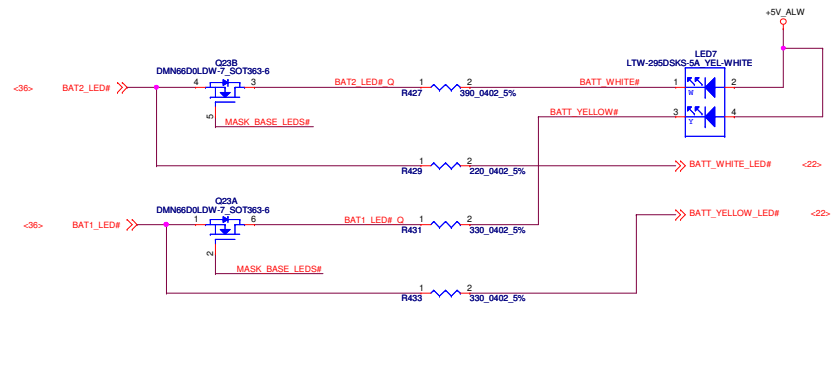 +5V_ALW
Q23B
DMN66D0LDW-7_SOT363-6
LED7
LTW-295DSKS-5A_YEL-WHITE
<36> BAT2_LED# 4 3 BAT2_LED#_Q 1 2 BATT_WHITE# 1 2
R427 390_0402_5% W
5 MASK_BASE_LEDS# BATT_YELLOW# 3 4
Y
1 2 BATT_WHITE_LED# <22>
R429 220_0402_5%
Q23A
DMN66D0LDW-7_SOT363-6
BATT_YELLOW_LED# <22>
<36> BAT1_LED# 1 6 BAT1_LED#_Q 1 2
R431 330_0402_5%
2
MASK_BASE_LEDS#
1 2
R433 330_0402_5%